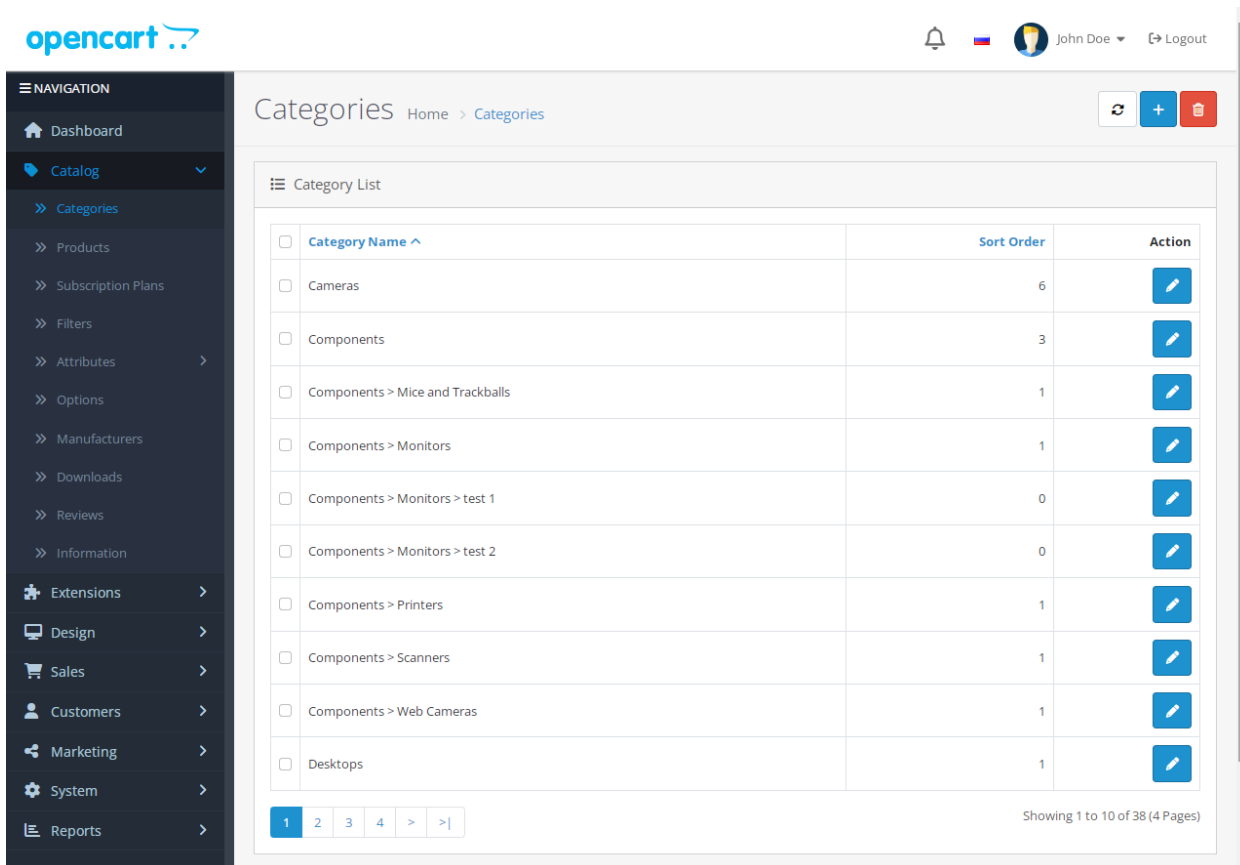 opencart
John Doe
Logout
NAVIGATION
Dashboard
Catalog
Categories
Products
Subscription Plans
Filters
Attributes
Options
Manufacturers
Downloads
Reviews
Information
Extensions
Design
Sales
Customers
Marketing
System
Reports
Categories Home > Categories
Category List
Category Name Sort Order Action
Cameras 6
Components 3
Components > Mice and Trackballs 1
Components > Monitors 1
Components > Monitors > test 1 0
Components > Monitors > test 2 0
Components > Printers 1
Components > Scanners 1
Components > Web Cameras 1
Desktops 1
1 2 3 4 > >|
Showing 1 to 10 of 38 (4 Pages)